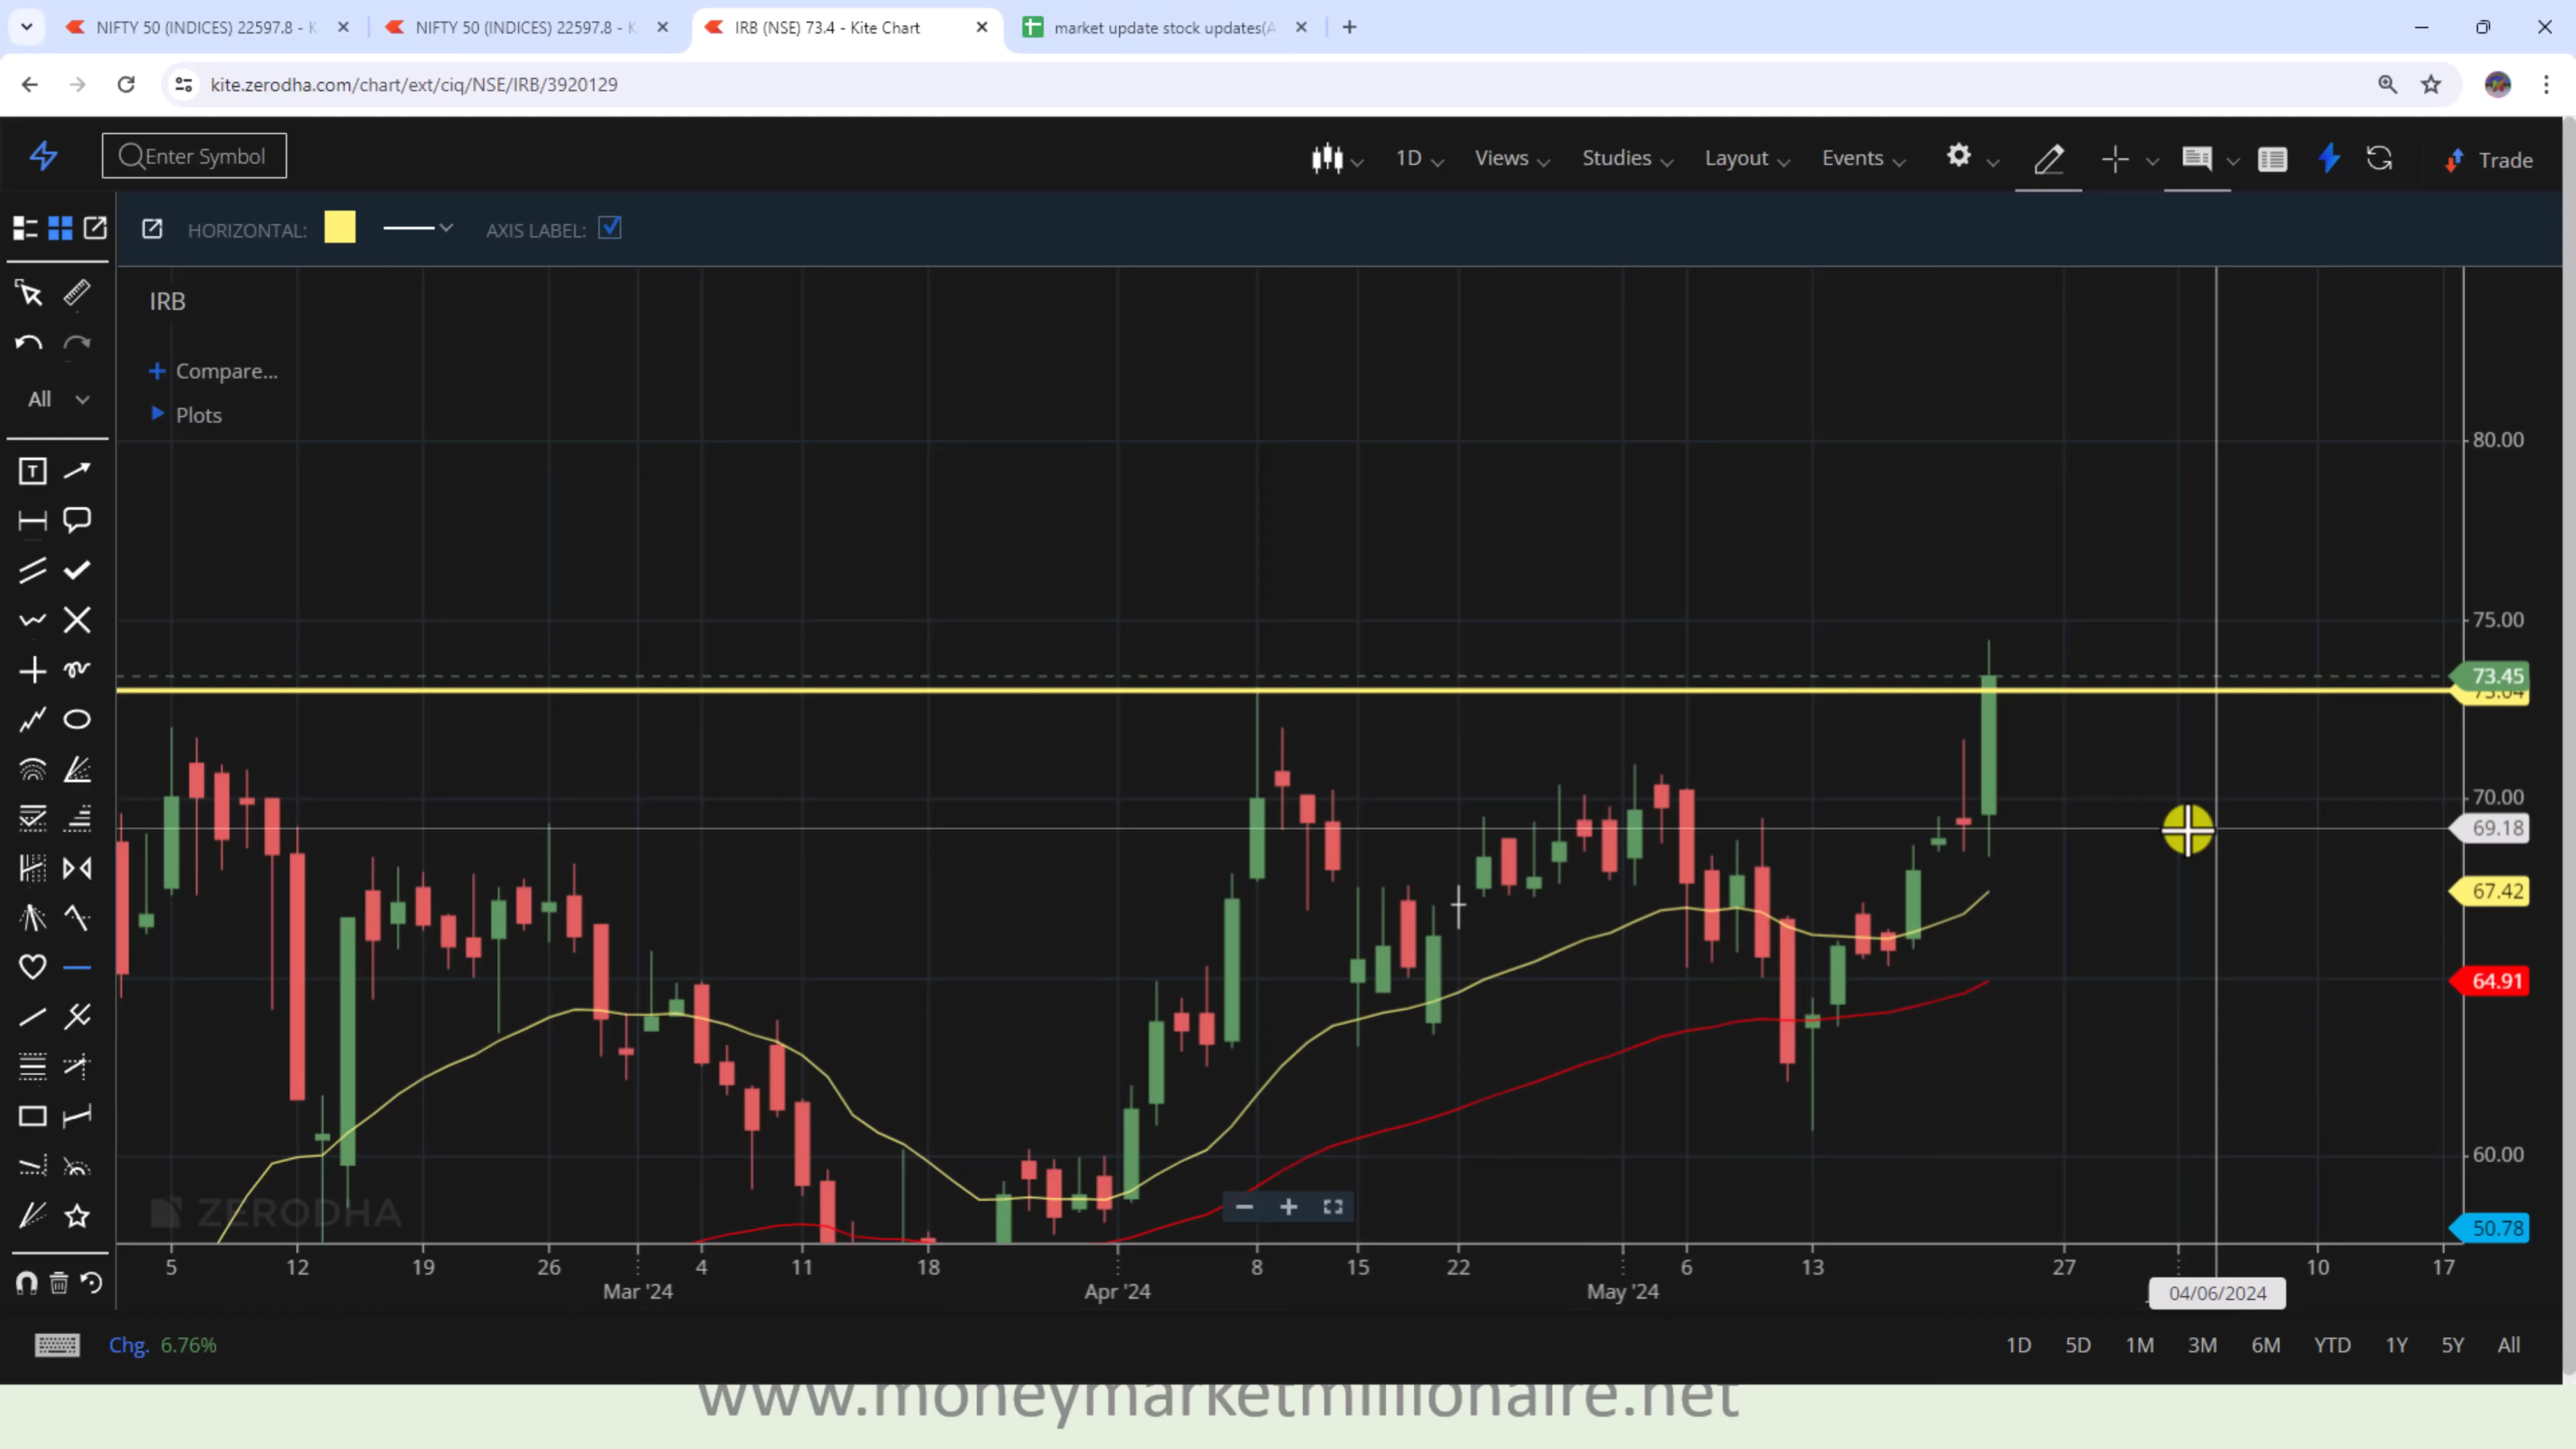 NIFTY 50 (INDICES) 22597.8 - K
NIFTY 50 (INDICES) 22597.8 - K
IRB (NSE) 73.4 - Kite Chart
market update stock updates(A
kite.zerodha.com/chart/ext/ciq/NSE/IRB/3920129
Enter Symbol
1D
Views
Studies
Layout
Events
Trade
HORIZONTAL:
AXIS LABEL:
IRB
Compare...
Plots
All
T
80.00
75.00
73.45
73.04
70.00
69.18
67.42
64.91
60.00
50.78
ZERODHA
5 12 19 26 4 11 18 8 15 22 6 13 27 10 17
Mar '24 Apr '24 May '24 04/06/2024
Chg. 6.76%
1D 5D 1M 3M 6M YTD 1Y 5Y All
www.moneymarketmillionaire.net